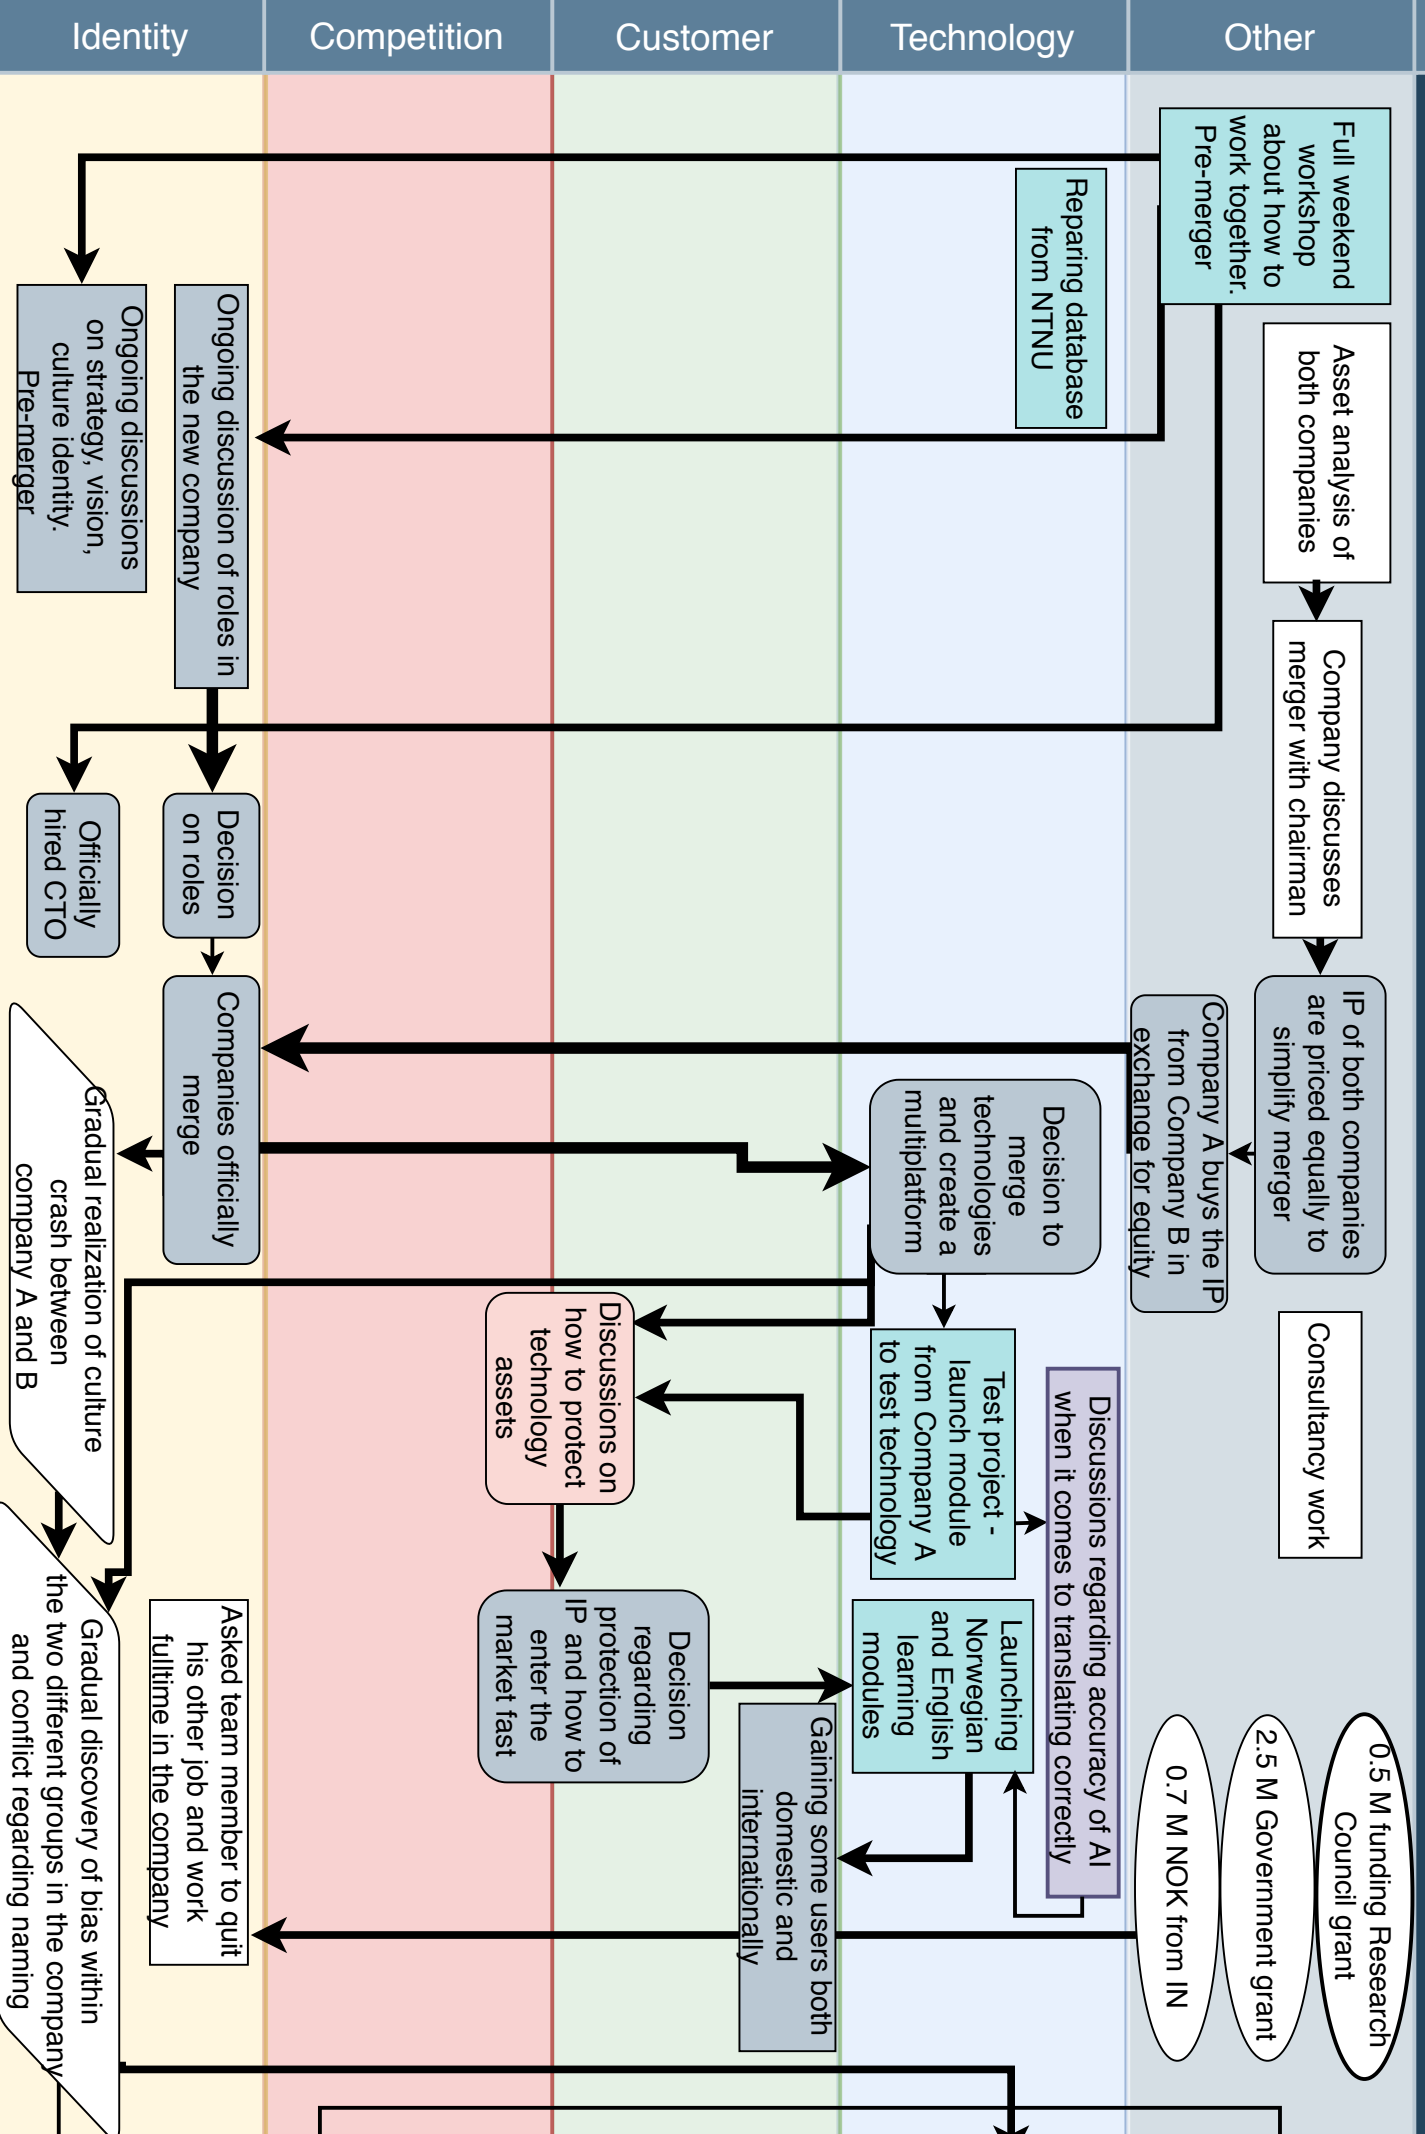 Identity
Competition
Customer
Technology
Other
Full weekend
workshop
about how to
work together.
Pre-merger
Reparing database
from NTNU
Asset analysis of
both companies
Ongoing discussion of roles in
the new company
Ongoing discussions
on strategy, vision,
culture identity.
Pre-merger
Company discusses
merger with chairman
Decision
on roles
Officially
hired CTO
IP of both companies
are priced equally to
simplify merger
Company A buys the IP
from Company B in
exchange for equity
Companies officially
merge
Gradual realization of culture
crash between
company A and B
Decision to
merge
technologies
and create a
multiplatform
Consultancy work
Discussions on
how to protect
technology
assets
Test project -
launch module
from Company A
to test technology
Discussions regarding accuracy of AI
when it comes to translating correctly
Decision
regarding
protection of
IP and how to
enter the
market fast
Launching
Norwegian
and English
learning
modules
Asked team member to quit
his other job and work
fulltime in the company
Gradual discovery of bias within
the two different groups in the company
and conflict regarding naming
Gaining some users both
domestic and
internationally
0.5 M funding Research
Council grant
2.5 M Government grant
0.7 M NOK from IN